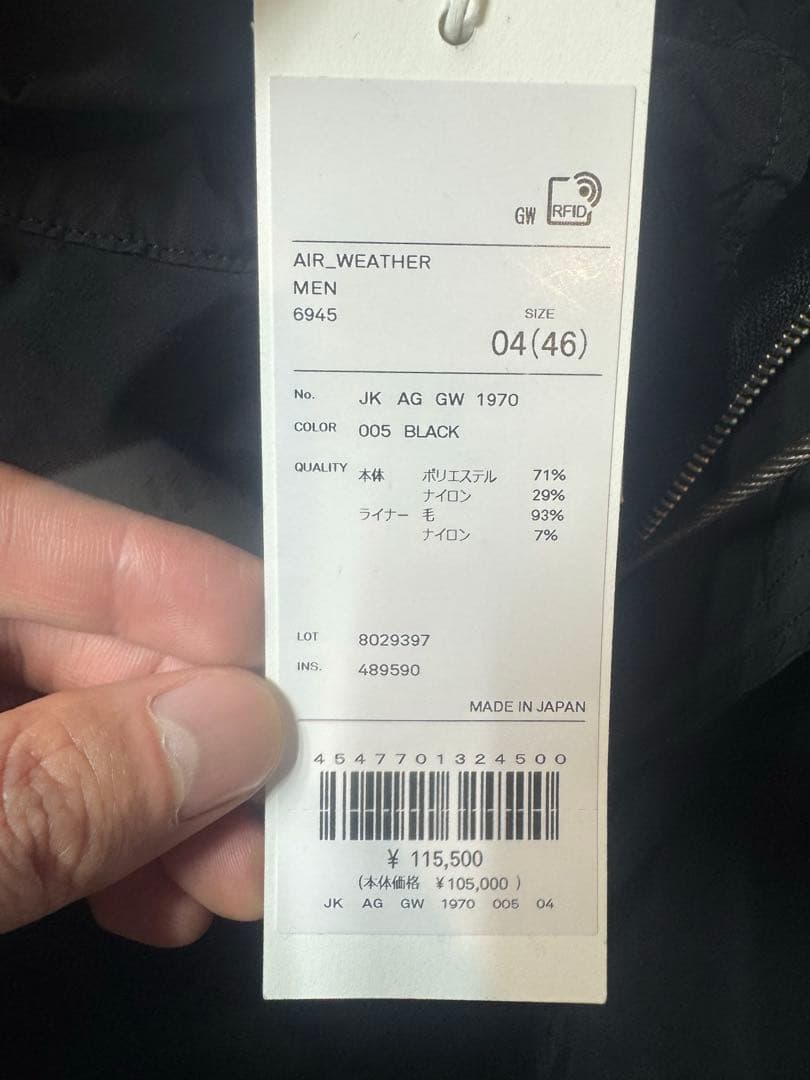 GW RFID
AIR_WEATHER
MEN
6945
SIZE
04(46)
No. JK AG GW 1970
COLOR 005 BLACK
QUALITY 本体 ポリエステル 71%
ナイロン 29%
ライナー 毛 93%
ナイロン 7%
LOT 8029397
INS. 489590
MADE IN JAPAN
4547701324500
¥ 115,500
(本体価格 ¥105,000 )
JK AG GW 1970 005 04